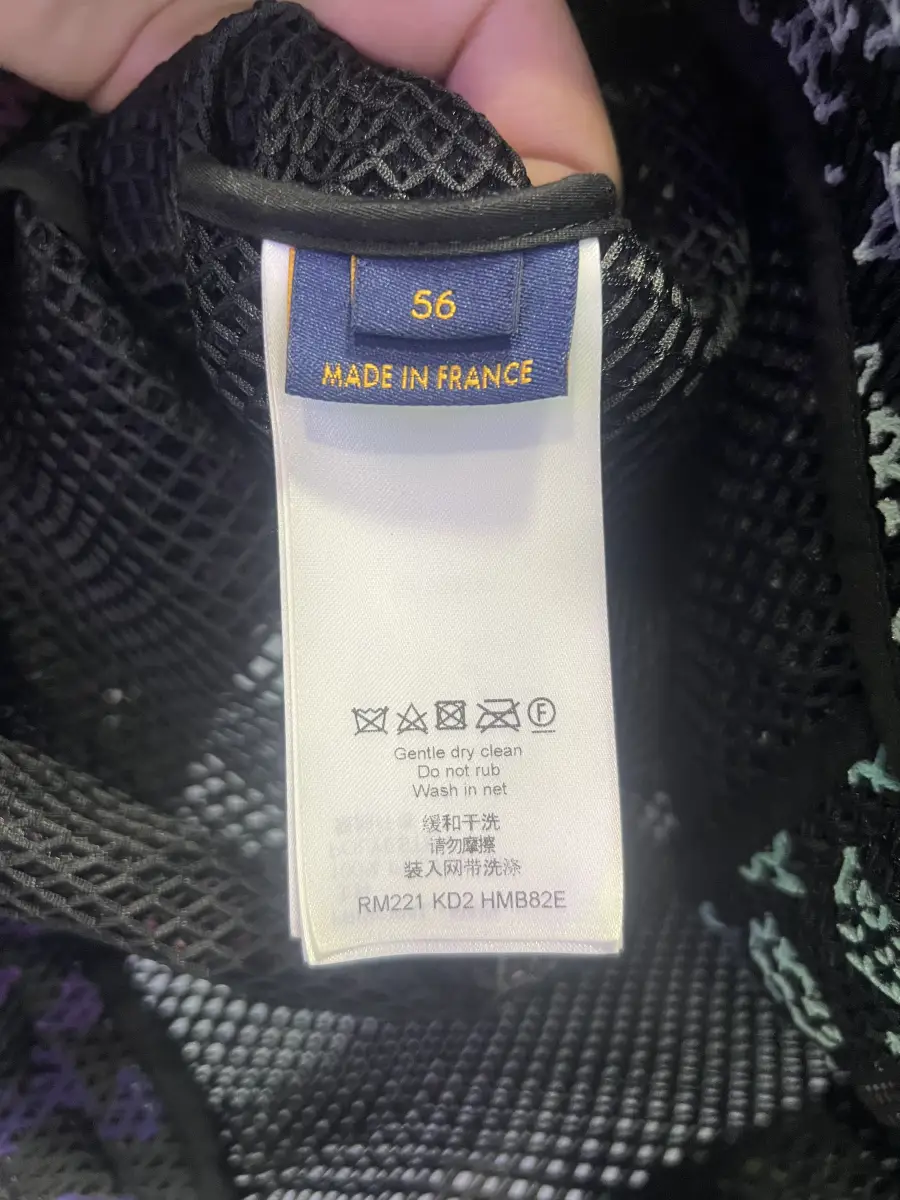 56
MADE IN FRANCE
F
Gentle dry clean
Do not rub
Wash in net
缓和干洗
请勿摩擦
装入网带洗涤
RM221 KD2 HMB82E